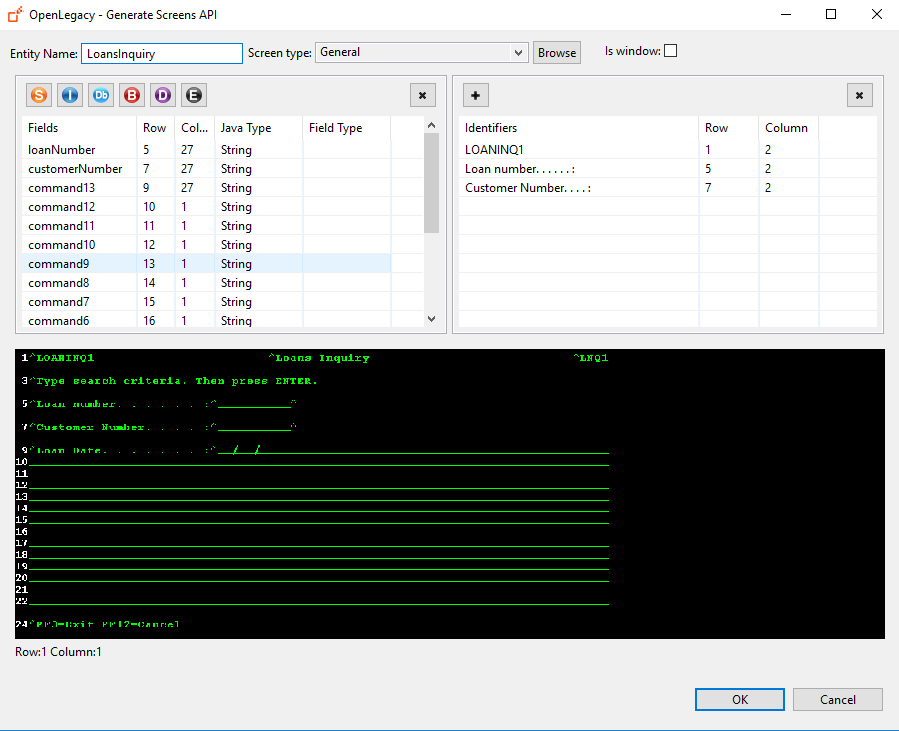 OpenLegacy - Generate Screens API
Entity Name: LoansInquiry Screen type: General Browse Is window:
S I Db B D E
Fields Row Col... Java Type Field Type
loanNumber 5 27 String
customerNumber 7 27 String
command13 9 27 String
command12 10 1 String
command11 11 1 String
command10 12 1 String
command9 13 1 String
command8 14 1 String
command7 15 1 String
command6 16 1 String
Identifiers Row Column
LOANINQ1 1 2
Loan number. . . . . . : 5 2
Customer Number. . . . : 7 2
1^LOANINQ1 ^Loans Inquiry ^LNQ1
3^Type search criteria. Then press ENTER.
5^Loan number. . . . . . :^__________^
7^Customer Number. . . . :^__________^
9^Loan Date. . . . . . . :^__/__/__
10
11
12
13
14
15
16
17
18
19
20
21
22
24^PF3=Exit PF12=Cancel
Row:1 Column:1
OK Cancel